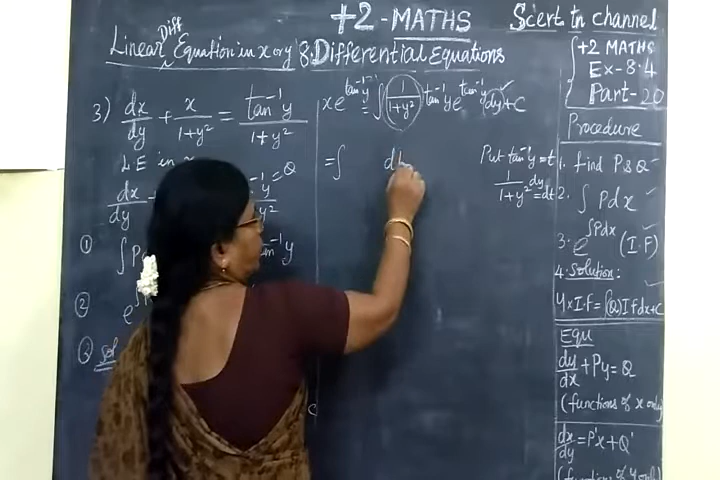 +2 - MATHS
Scert tn channel
Linear Diff Equation in x or y
8. Differential Equations
3) dx/dy + x/(1+y²) = tan⁻¹y/(1+y²)
L.E in x
dx/dy
y/y² = Q
① ∫P
tan⁻¹y
② e
③ Sol
x e^(tan⁻¹y) = ∫ (1/(1+y²)) tan⁻¹y e^(tan⁻¹y) dy + C
= ∫ dt
Put tan⁻¹y = t
1/(1+y²) dy = dt
+2 MATHS
Ex - 8.4
Part - 20
Procedure
1. find P & Q
2. ∫ Pdx
3. e^(∫Pdx) (I.F)
4. Solution:
Y x I.F = ∫(Q) I.F dx + C
Equ
dy/dx + Py = Q
(functions of x only)
dx/dy = P'x + Q'